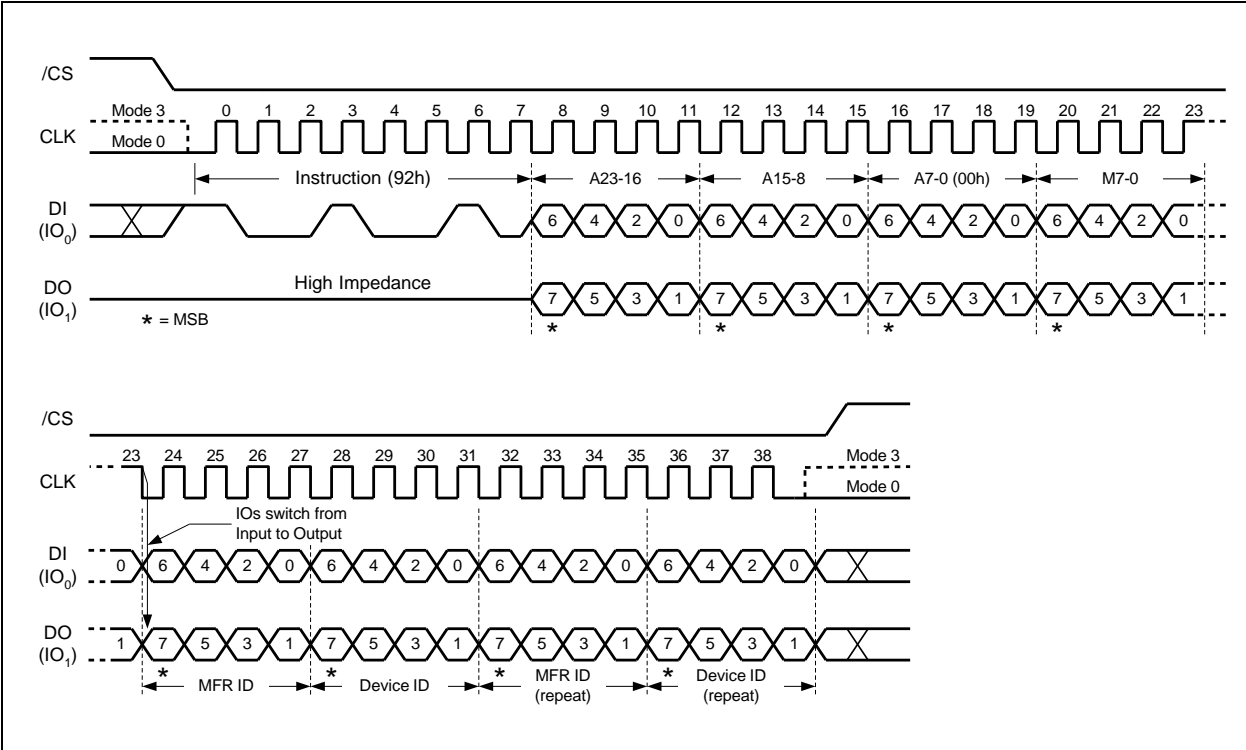 /CS
Mode 3
0 1 2 3 4 5 6 7 8 9 10 11 12 13 14 15 16 17 18 19 20 21 22 23
CLK
Mode 0
Instruction (92h) A23-16 A15-8 A7-0 (00h) M7-0
DI
(IO0)
6 4 2 0 6 4 2 0 6 4 2 0 6 4 2 0
High Impedance
DO
(IO1)
7 5 3 1 7 5 3 1 7 5 3 1 7 5 3 1
* = MSB
* * * *
/CS
23 24 25 26 27 28 29 30 31 32 33 34 35 36 37 38
Mode 3
CLK
Mode 0
IOs switch from
Input to Output
DI
(IO0)
0 6 4 2 0 6 4 2 0 6 4 2 0 6 4 2 0
DO
(IO1)
1 7 5 3 1 7 5 3 1 7 5 3 1 7 5 3 1
* * * *
MFR ID
Device ID
MFR ID
(repeat)
Device ID
(repeat)